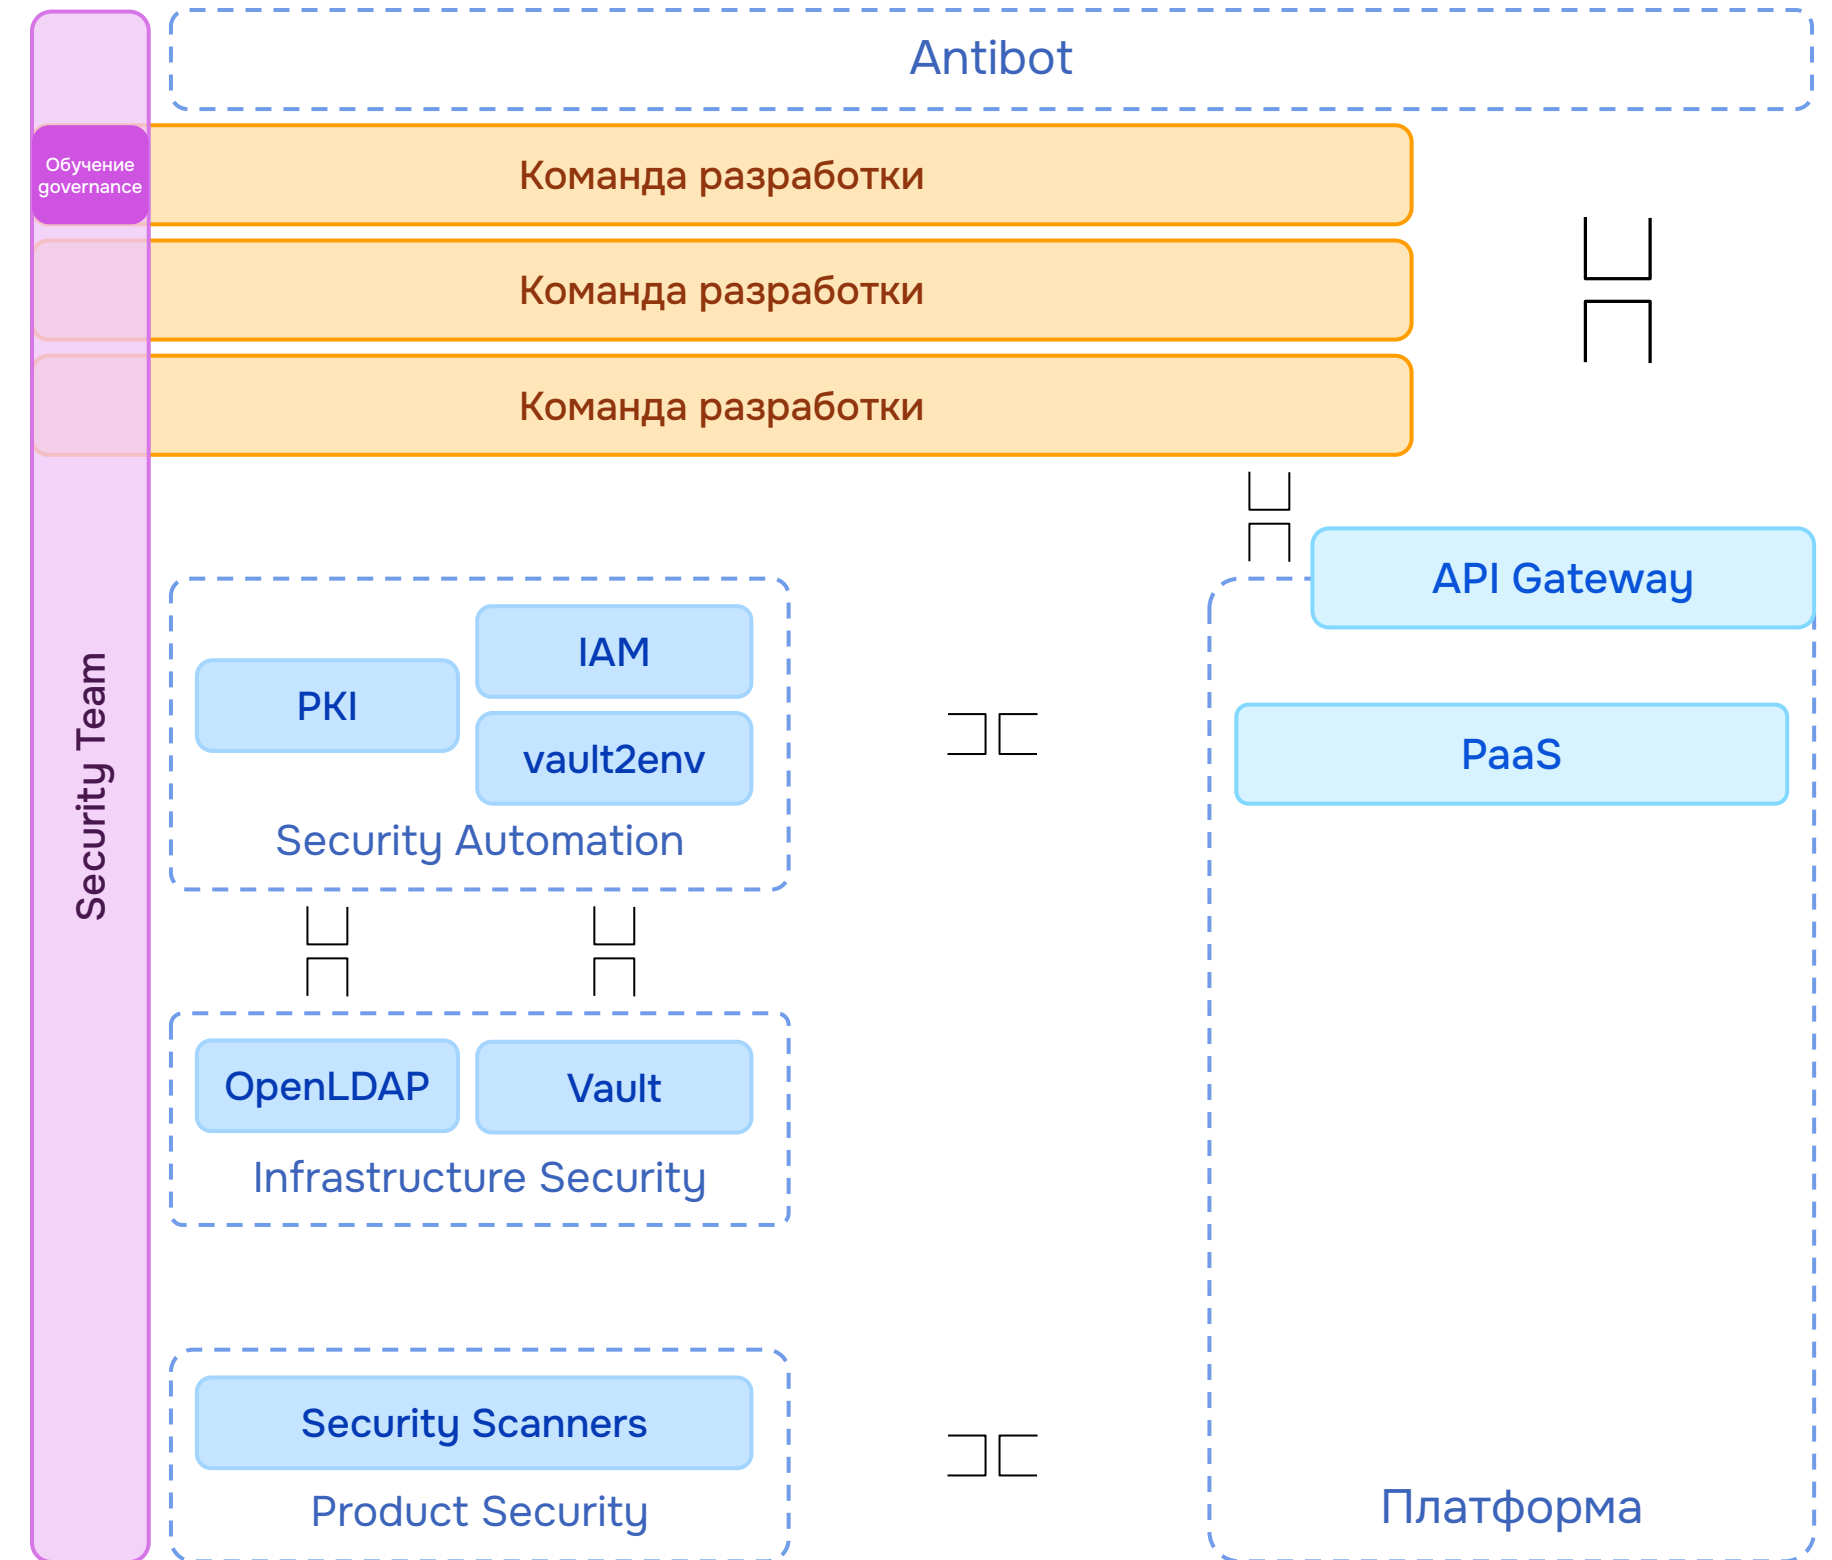 Antibot
Обучение
governance
Команда разработки
Команда разработки
Команда разработки
API Gateway
IAM
PKI
vault2env
PaaS
Security Automation
Security Team
OpenLDAP
Vault
Infrastructure Security
Security Scanners
Product Security
Платформа